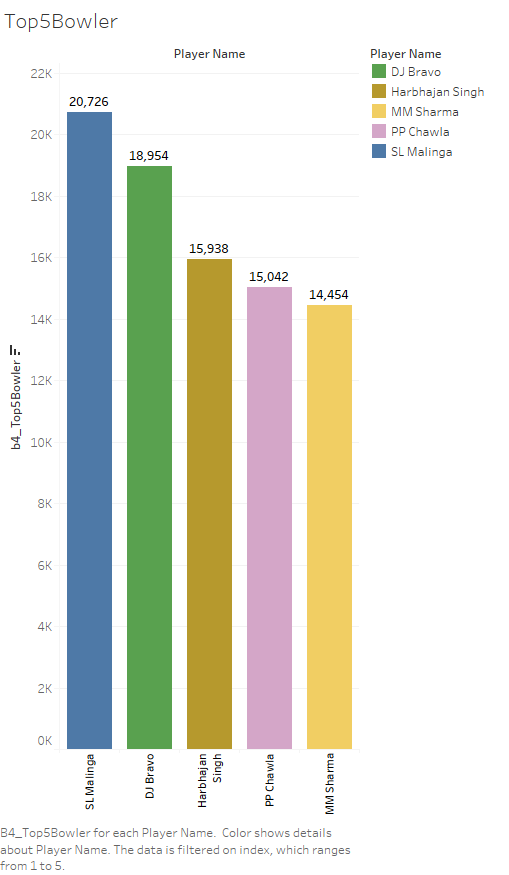 Top5Bowler
Player Name
Player Name
DJ Bravo
Harbhajan Singh
MM Sharma
PP Chawla
SL Malinga
22K
20K
18K
16K
14K
12K
10K
8K
6K
4K
2K
0K
b4_Top5Bowler
20,726
18,954
15,938
15,042
14,454
SL Malinga
DJ Bravo
Harbhajan
Singh
PP Chawla
MM Sharma
B4_Top5Bowler for each Player Name.  Color shows details
about Player Name. The data is filtered on index, which ranges
from 1 to 5.